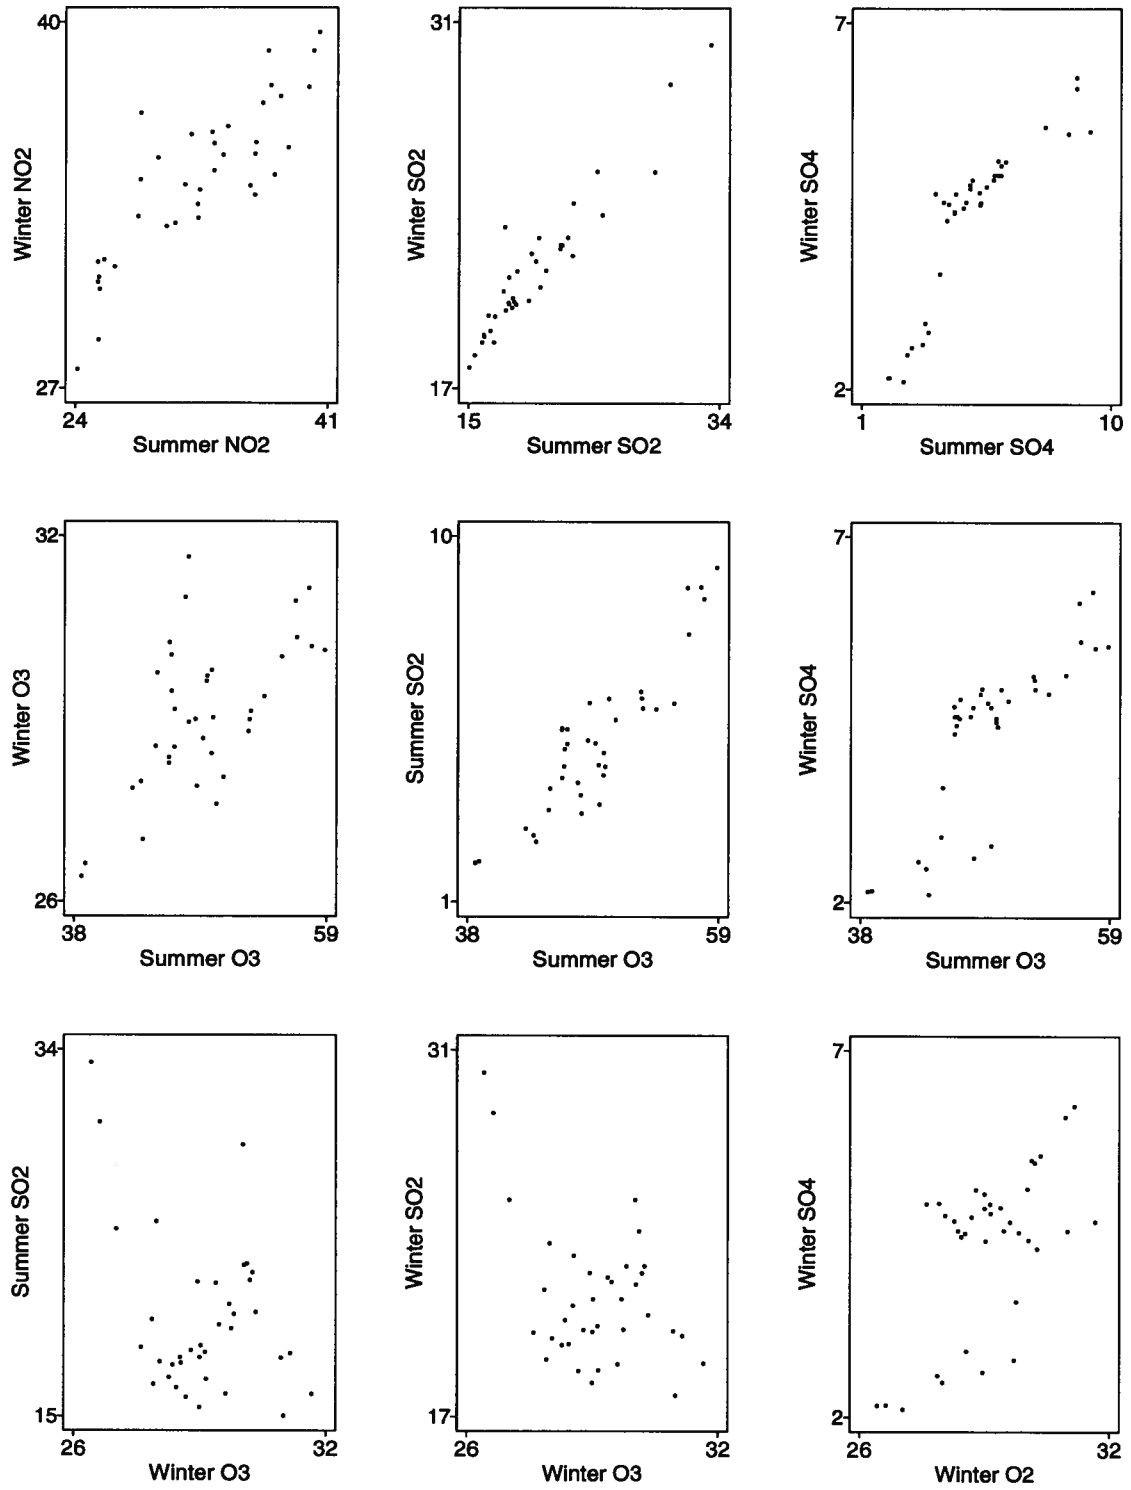 40
Winter NO2
27
24 41
Summer NO2
31
Winter SO2
17
15 34
Summer SO2
7
Winter SO4
2
1 10
Summer SO4
32
Winter O3
26
38 59
Summer O3
10
Summer SO2
1
38 59
Summer O3
7
Winter SO4
2
38 59
Summer O3
34
Summer SO2
15
26 32
Winter O3
31
Winter SO2
17
26 32
Winter O3
7
Winter SO4
2
26 32
Winter O2